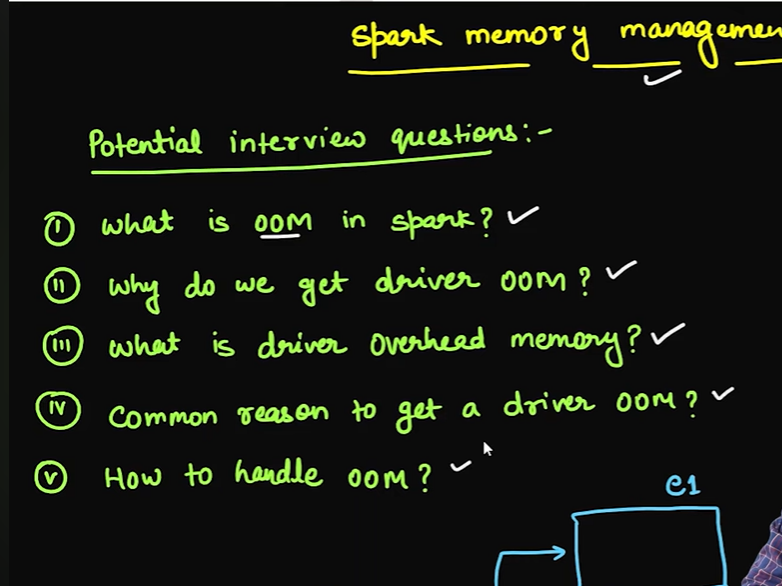 Spark memory
Potential interview questions:-
I What is OOM in spark?
II Why do we get driver OOM?
III What is driver overhead memory?
IV Common reason to get a driver OOM?
V How to handle OOM?
e1